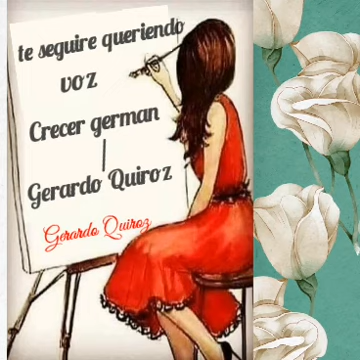 te seguire queriendo
voz
Crecer german
|
Gerardo Quiroz
Gerardo Quiroz